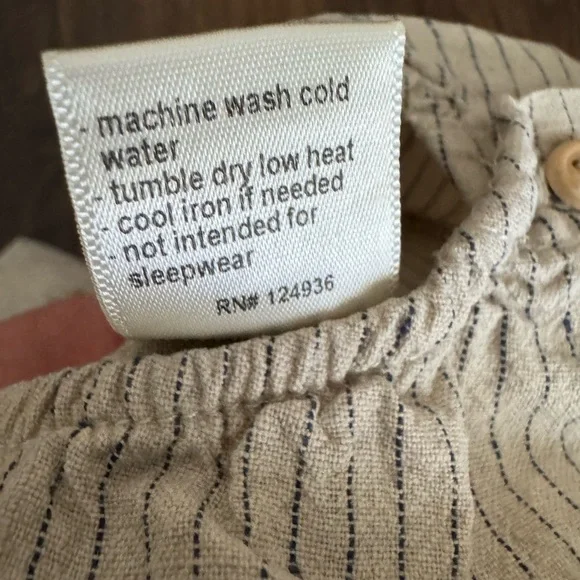 - machine wash cold
water
- tumble dry low heat
- cool iron if needed
- not intended for
sleepwear
RN# 124936